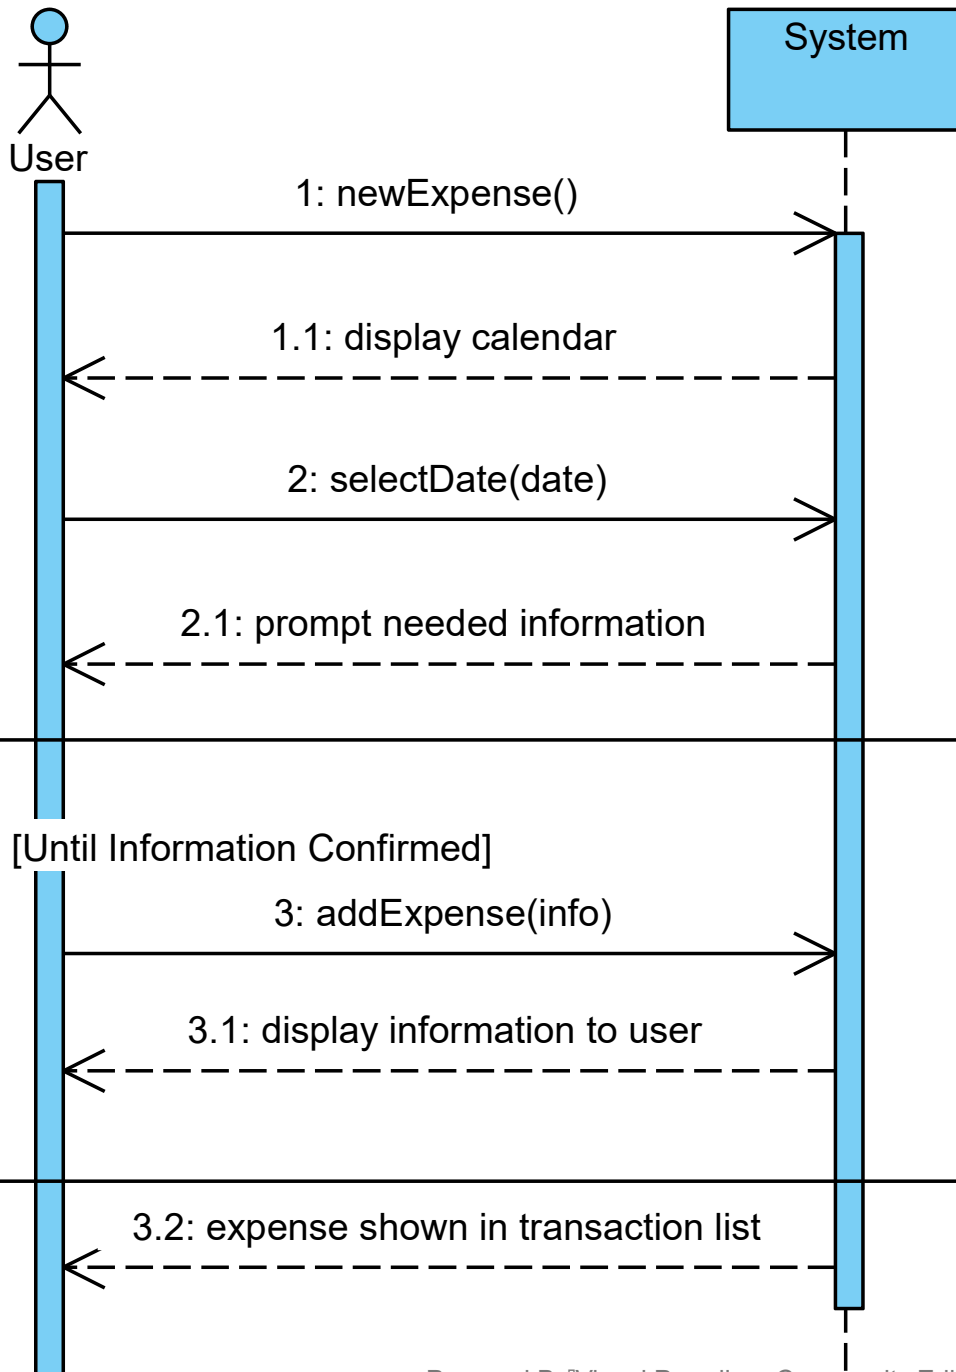 System
User
1: newExpense()
1.1: display calendar
2: selectDate(date)
2.1: prompt needed information
[Until Information Confirmed]
3: addExpense(info)
3.1: display information to user
3.2: expense shown in transaction list